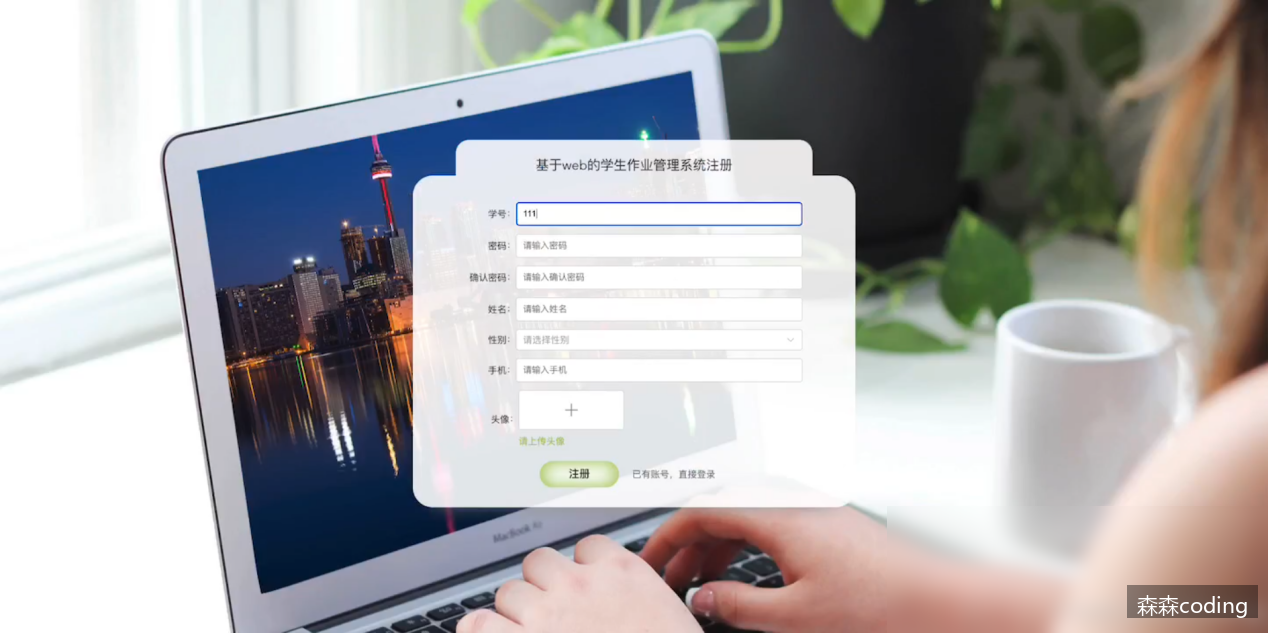 基于web的学生作业管理系统注册
学号： 111
密码： 请输入密码
确认密码： 请输入确认密码
姓名： 请输入姓名
性别： 请选择性别
手机： 请输入手机
头像：
请上传头像
注册 已有账号，直接登录
MacBook Air
森森coding